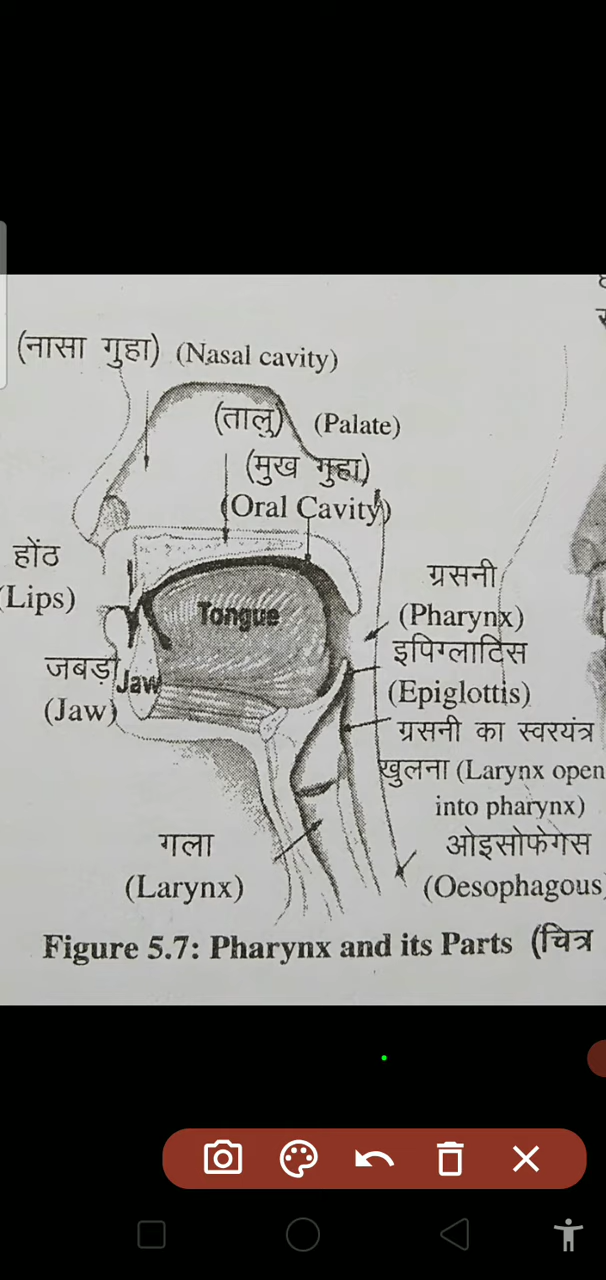 (नासा गुहा) (Nasal cavity)
(तालु) (Palate)
(मुख गुहा)
(Oral Cavity)
होंठ
(Lips)
ग्रसनी
(Pharynx)
Tongue
इपिग्लाटिस
(Epiglottis)
जबड़ा
Jaw
(Jaw)
ग्रसनी का स्वरयंत्र
खुलना (Larynx open
into pharynx)
गला
(Larynx)
ओइसोफेगेस
(Oesophagous)
Figure 5.7: Pharynx and its Parts (चित्र